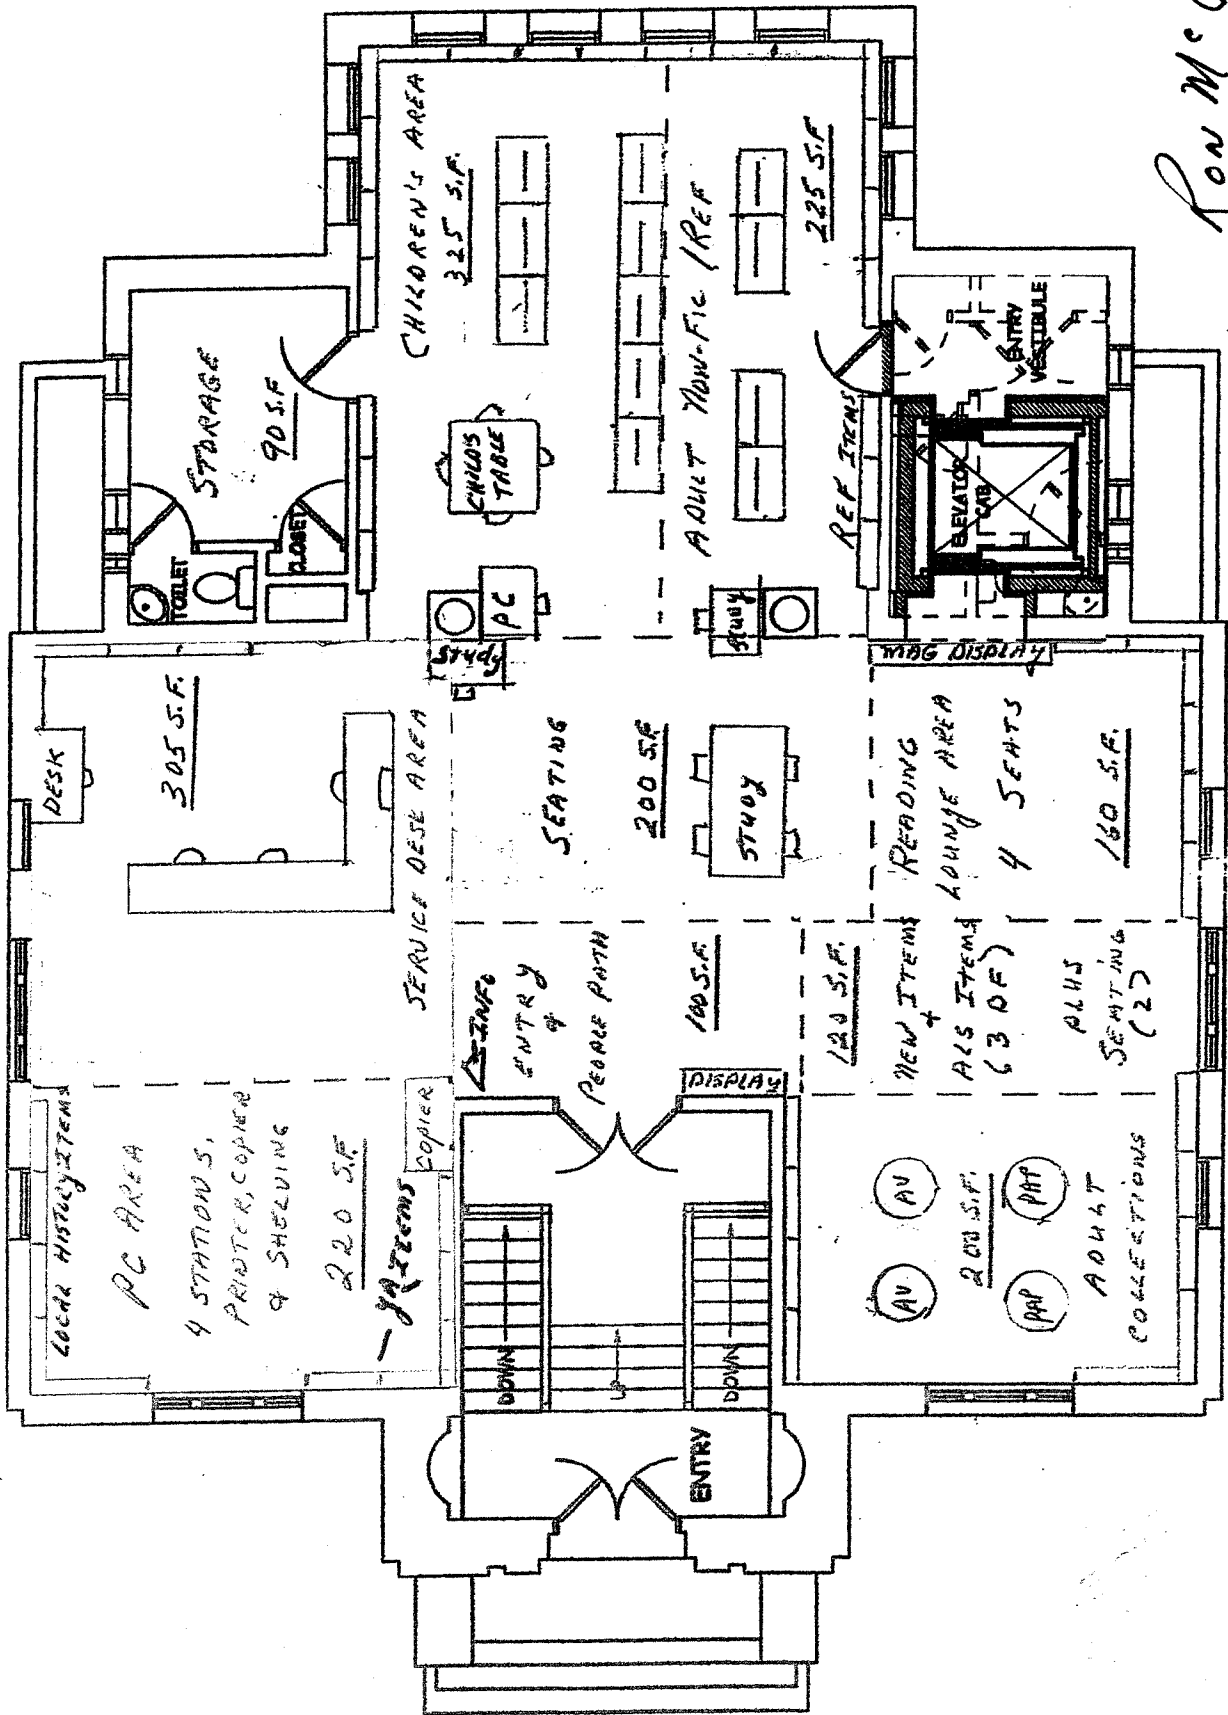 RON Mc
STORAGE
90 S.F
TOILET
CLOSET
CHILDREN'S AREA
325 S.F.
CHILD'S
TABLE
PC
STUDY
ADULT NON-FIC / REF
225 S.F
STUDY
REF ITEMS
ENTRY
VESTIBULE
ELEVATOR
CAB
MAG DISPLAY
DESK
305 S.F.
SERVICE DESK AREA
SEATING
200 S.F
STUDY
READING
LOUNGE AREA
4 SEATS
160 S.F.
INFO
ENTRY
&
PEOPLE PATH
100 S.F.
DISPLAY
120 S.F.
NEW ITEMS
+
ALS ITEMS
(3 DF)
PLUS
SEATING
(2)
LOCAL HISTORY ITEMS
PC AREA
4 STATIONS,
PRINTER, COPIER
& SHELVING
220 S.F.
COPIER
YA ITEMS
DOWN
UP
DOWN
ENTRY
AV
AV
200 S.F.
PAP
PAP
ADULT
COLLECTIONS